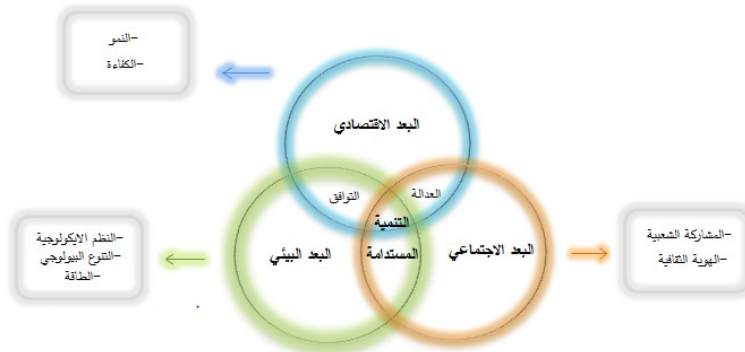 -النمو
-الكفاءة
البعد الاقتصادي
العدالة
التوافق
التنمية
المستدامة
البعد الاجتماعي
البعد البيئي
-المشاركة الشعبية
-الهوية الثقافية
-النظم الايكولوجية
-التنوع البيولوجي
-الطاقة